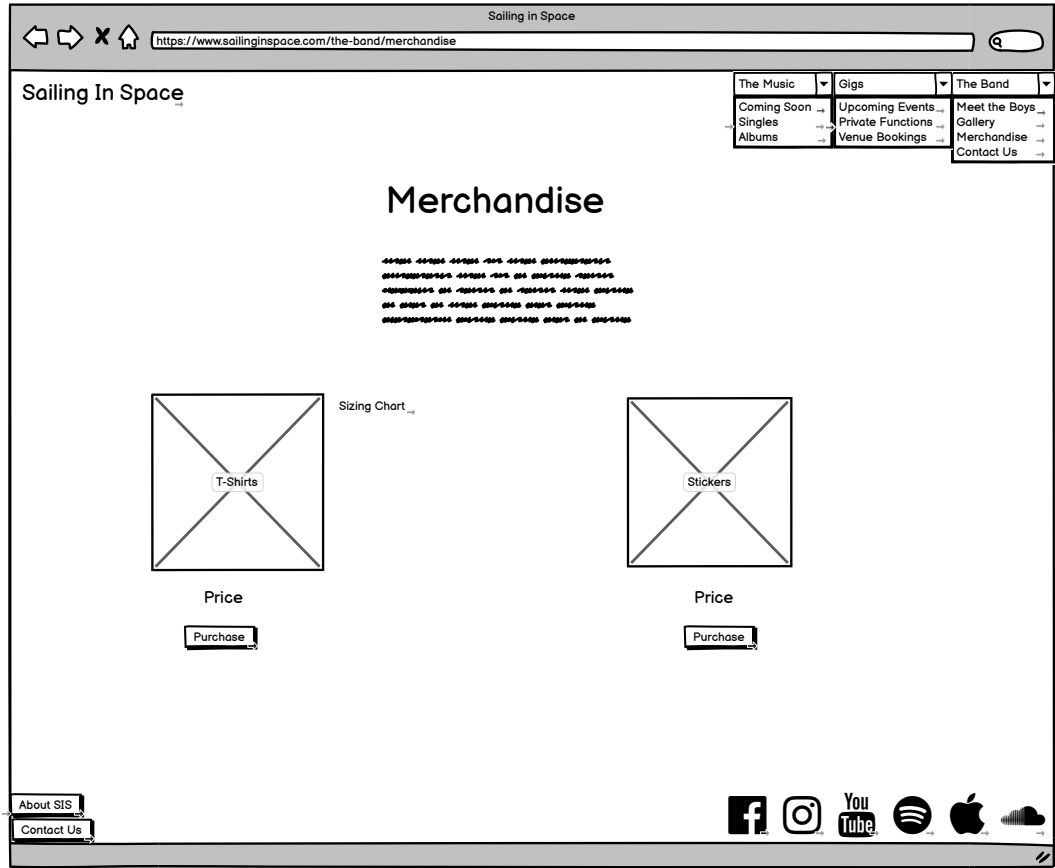 Sailing in Space
https://www.sailinginspace.com/the-band/merchandise
Sailing In Space
The Music
Coming Soon
Singles
Albums
Gigs
Upcoming Events
Private Functions
Venue Bookings
The Band
Meet the Boys
Gallery
Merchandise
Contact Us
Merchandise
T-Shirts
Sizing Chart
Price
Purchase
Stickers
Price
Purchase
About SIS
Contact Us
You
Tube